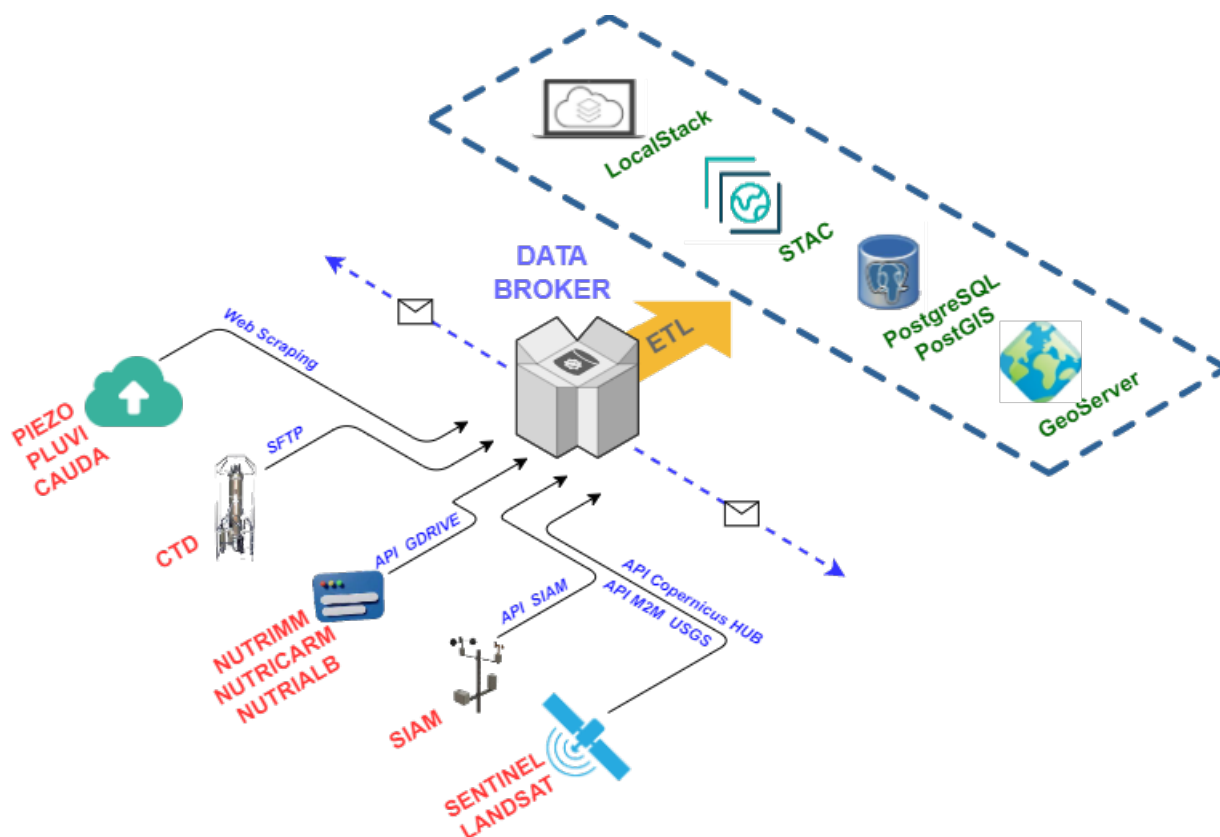 LocalStack
STAC
PostgreSQL
PostGIS
GeoServer
DATA
BROKER
ETL
Web Scraping
PIEZO
PLUVI
CAUDA
SFTP
CTD
API GDRIVE
NUTRIMM
NUTRICARM
NUTRIALB
API SIAM
SIAM
API Copernicus HUB
API M2M USGS
SENTINEL
LANDSAT